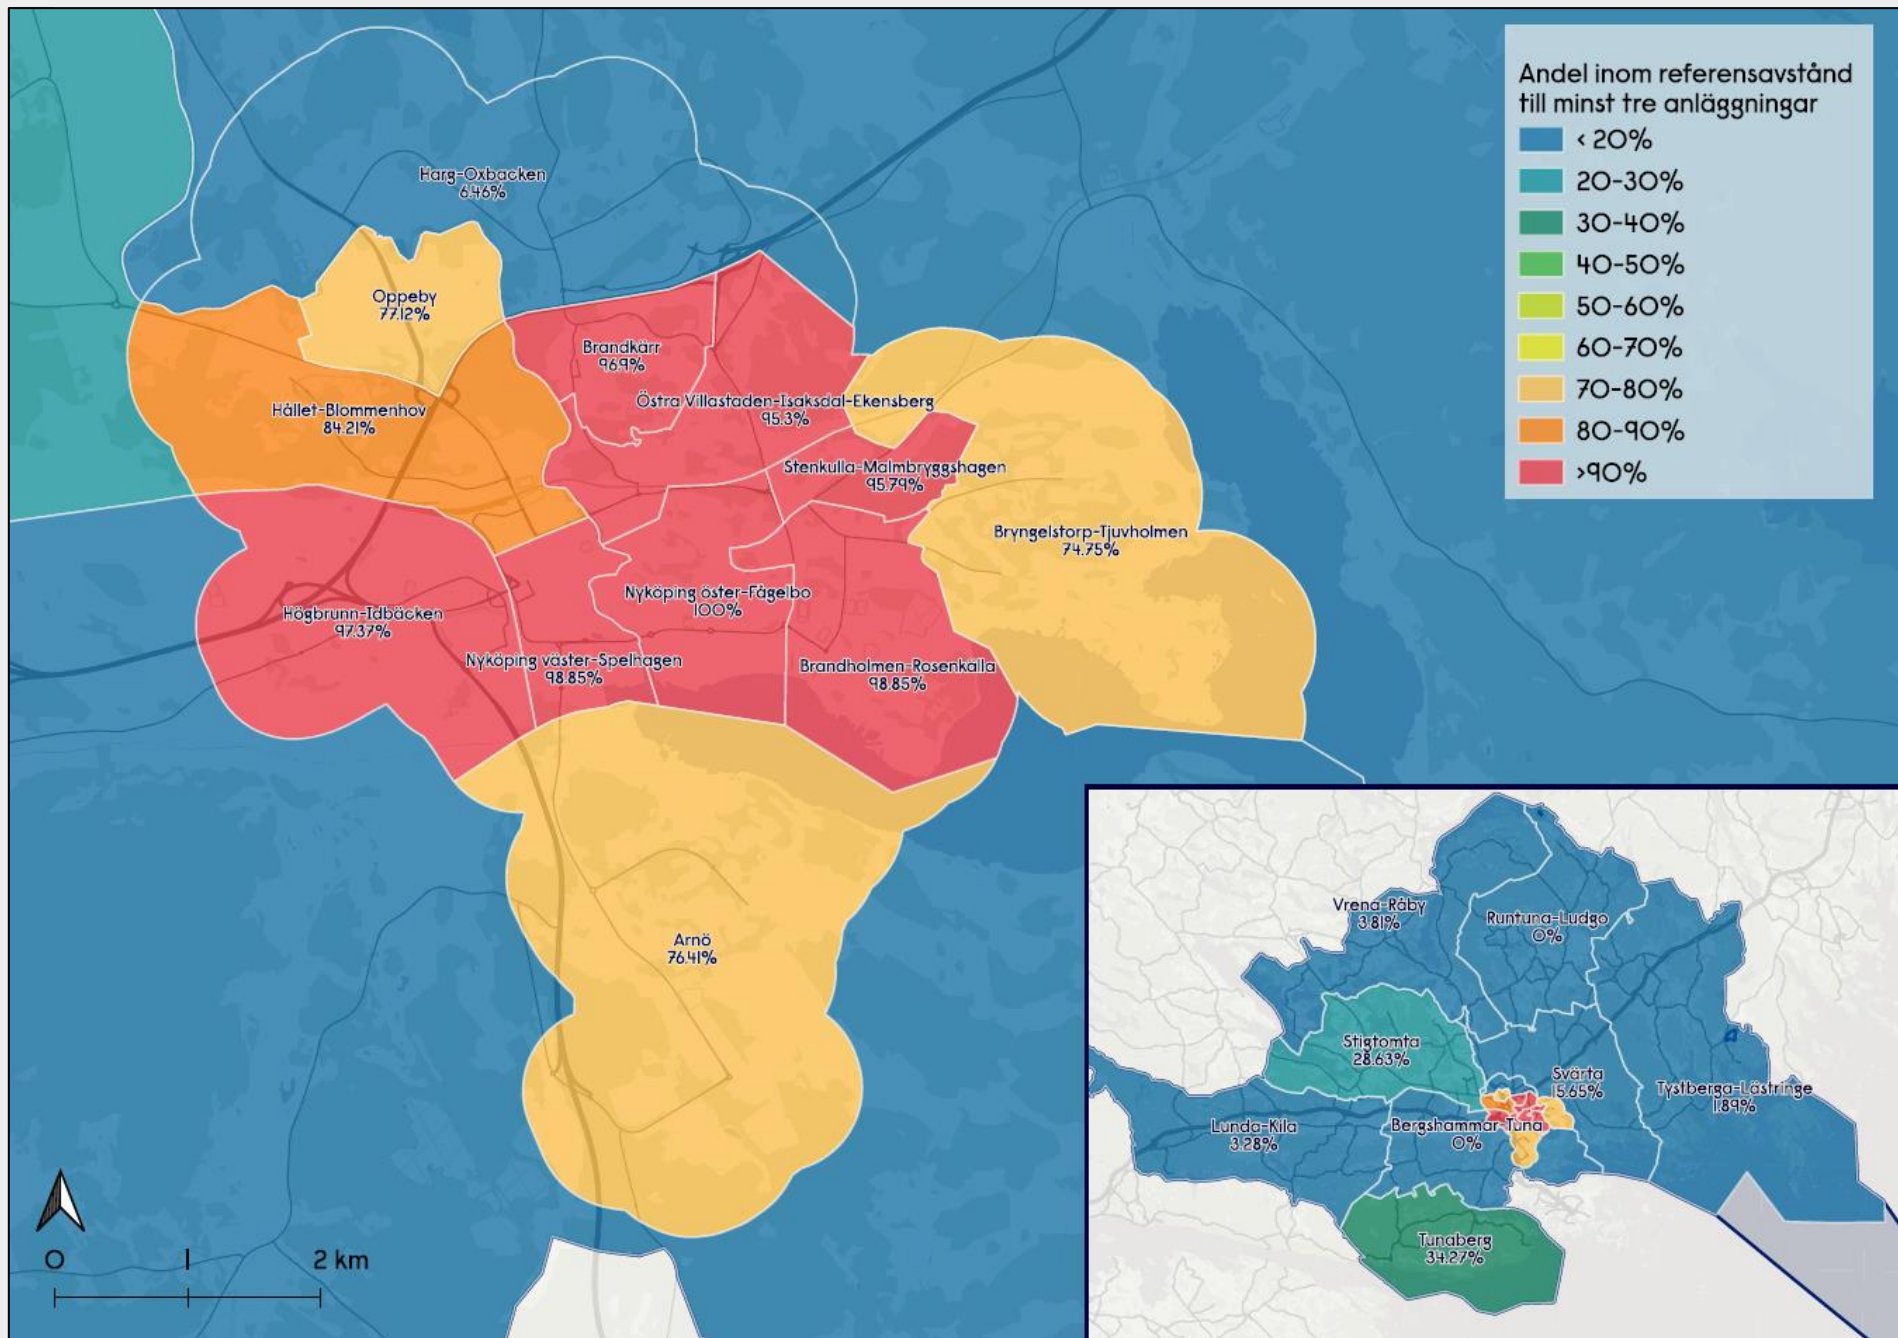 Andel inom referensavstånd
till minst tre anläggningar
< 20%
20-30%
30-40%
40-50%
50-60%
60-70%
70-80%
80-90%
>90%
Harg-Oxbacken
6.46%
Oppeby
77.12%
Brandkärr
96.9%
Hållet-Blommenhov
84.21%
Östra Villastaden-Isaksdal-Ekensberg
95.3%
Stenkulla-Malmbryggshagen
95.79%
Bryngelstorp-Tjuvholmen
74.75%
Nyköping öster-Fågelbo
100%
Högbrunn-Idbäcken
97.37%
Nyköping väster-Spelhagen
98.85%
Brandholmen-Rosenkälla
98.85%
Arnö
76.41%
0 1 2 km
Vrena-Råby
3.81%
Runtuna-Ludgo
0%
Stigtomta
28.63%
Svärta
15.65%
Tystberga-Lästringe
1.89%
Lunda-Kila
3.28%
Bergshammar-Tuna
0%
Tunaberg
34.27%